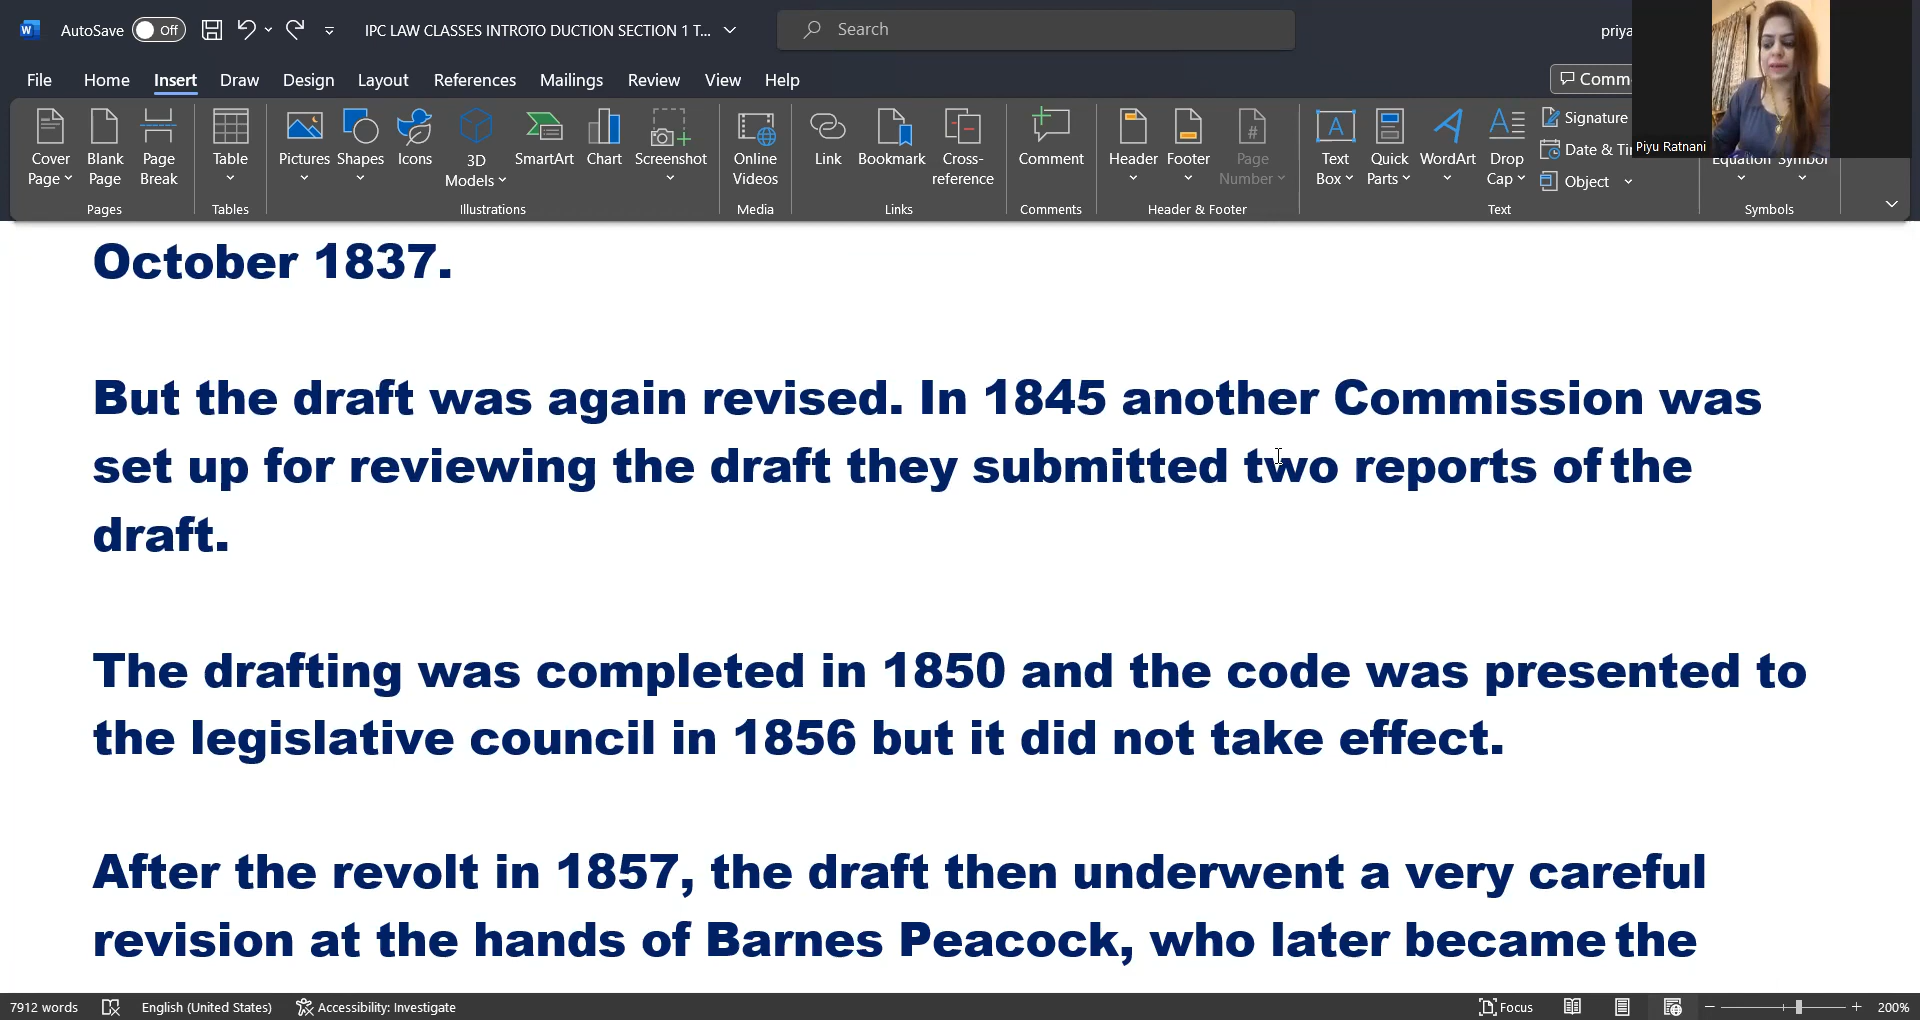 AutoSave Off IPC LAW CLASSES INTROTO DUCTION SECTION 1 T... Search
File Home Insert Draw Design Layout References Mailings Review View Help
Cover Page Blank Page Page Break Table Pictures Shapes Icons 3D Models SmartArt Chart Screenshot Online Videos Link Bookmark Cross-reference Comment Header Footer Page Number Text Box Quick Parts WordArt Drop Cap Signature Date & Object Equation Symbol
Piyu Ratnani
Pages Tables Illustrations Media Links Comments Header & Footer Text Symbols
October 1837.
But the draft was again revised. In 1845 another Commission was
set up for reviewing the draft they submitted two reports of the
draft.
The drafting was completed in 1850 and the code was presented to
the legislative council in 1856 but it did not take effect.
After the revolt in 1857, the draft then underwent a very careful
revision at the hands of Barnes Peacock, who later became the
7912 words English (United States) Accessibility: Investigate Focus 200%